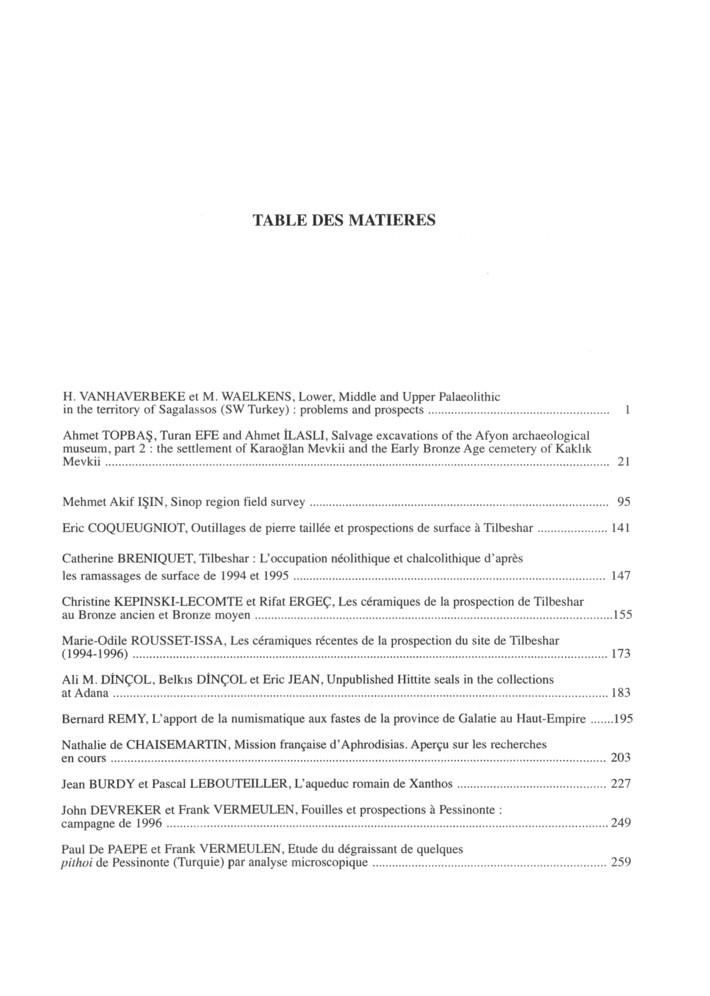 TABLE DES MATIERES
H. VANHAVERBEKE et M. WAELKENS, Lower, Middle and Upper Palaeolithic
in the territory of Sagalassos (SW Turkey) : problems and prospects ........................................................ 1
Ahmet TOPBAŞ, Turan EFE and Ahmet İLASLI, Salvage excavations of the Afyon archaeological
museum, part 2 : the settlement of Karaoğlan Mevkii and the Early Bronze Age cemetery of Kaklık
Mevkii ........................................................ 21
Mehmet Akif IŞIN, Sinop region field survey ........................................................ 95
Eric COQUEUGNIOT, Outillages de pierre taillée et prospections de surface à Tilbeshar ..................... 141
Catherine BRENIQUET, Tilbeshar : L'occupation néolithique et chalcolithique d'après
les ramassages de surface de 1994 et 1995 ........................................................ 147
Christine KEPINSKI-LECOMTE et Rifat ERGEÇ, Les céramiques de la prospection de Tilbeshar
au Bronze ancien et Bronze moyen ........................................................155
Marie-Odile ROUSSET-ISSA, Les céramiques récentes de la prospection du site de Tilbeshar
(1994-1996) ........................................................ 173
Ali M. DİNÇOL, Belkıs DİNÇOL et Eric JEAN, Unpublished Hittite seals in the collections
at Adana ........................................................ 183
Bernard REMY, L'apport de la numismatique aux fastes de la province de Galatie au Haut-Empire .......195
Nathalie de CHAISEMARTIN, Mission française d'Aphrodisias. Aperçu sur les recherches
en cours ........................................................ 203
Jean BURDY et Pascal LEBOUTEILLER, L'aqueduc romain de Xanthos ............................................. 227
John DEVREKER et Frank VERMEULEN, Fouilles et prospections à Pessinonte :
campagne de 1996 ........................................................ 249
Paul De PAEPE et Frank VERMEULEN, Etude du dégraissant de quelques
pithoi de Pessinonte (Turquie) par analyse microscopique ........................................................ 259